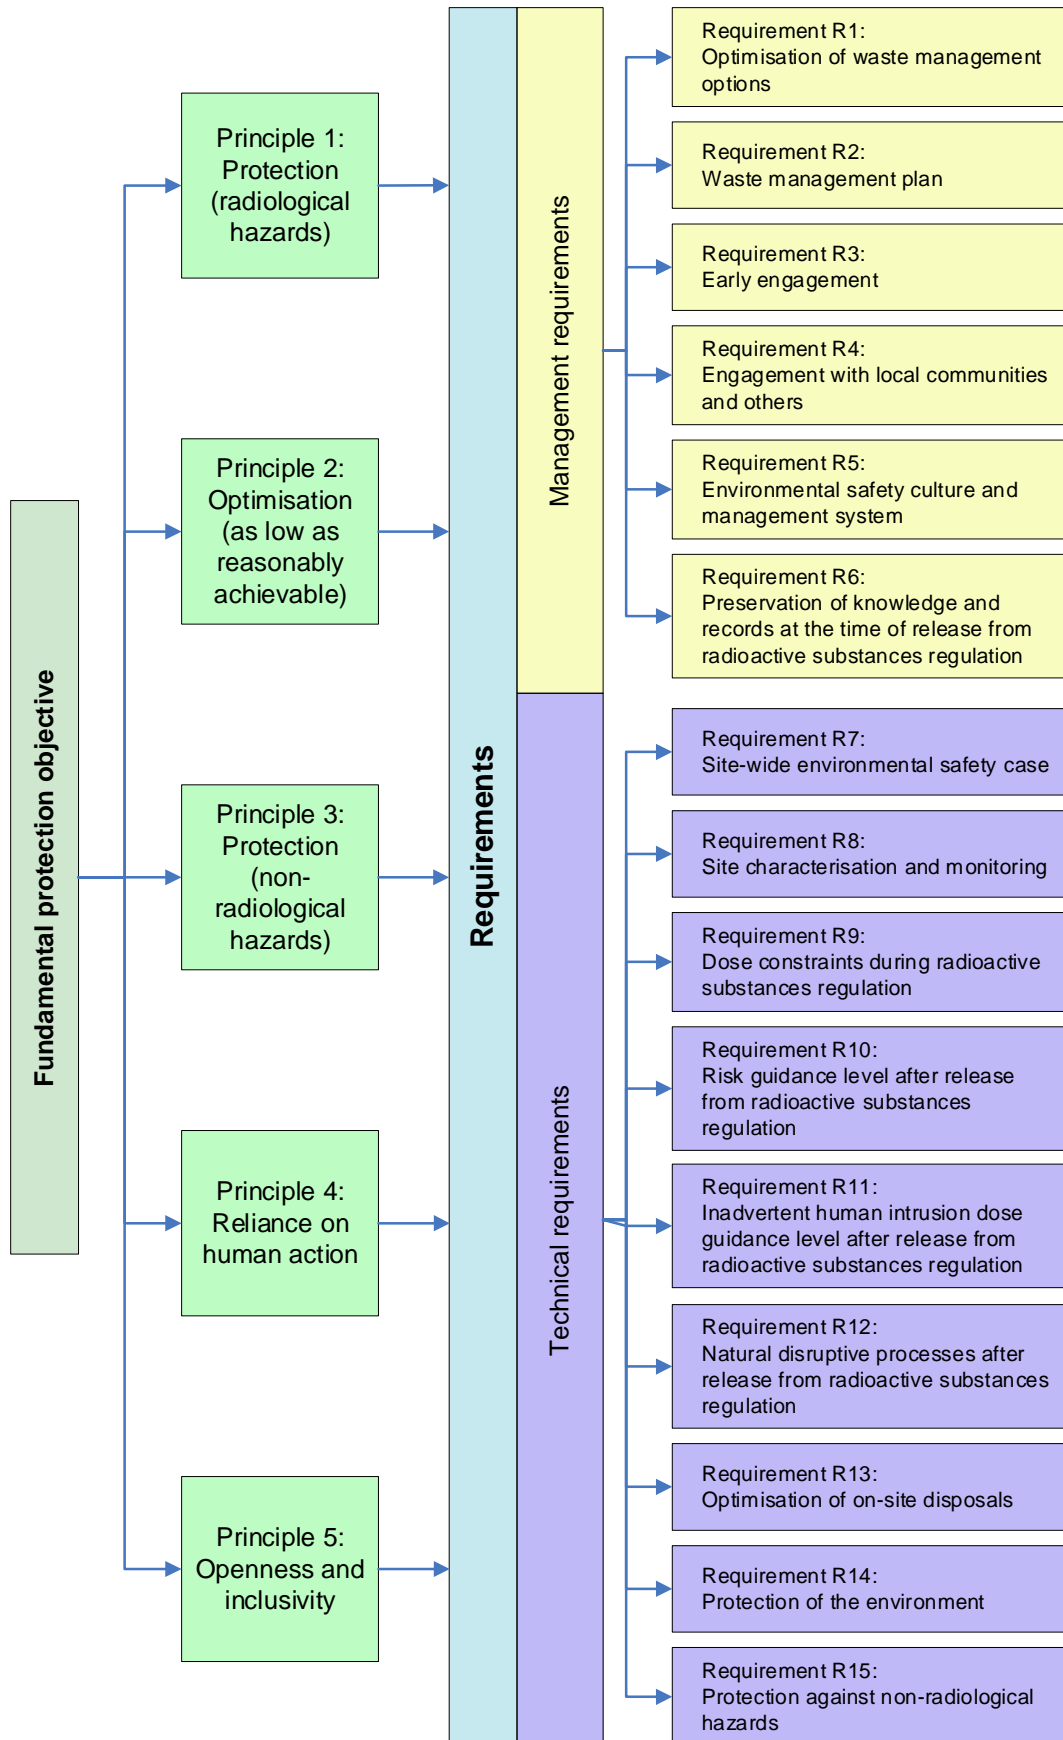 Fundamental protection objective
Principle 1:
Protection
(radiological
hazards)
Principle 2:
Optimisation
(as low as
reasonably
achievable)
Principle 3:
Protection
(non-
radiological
hazards)
Principle 4:
Reliance on
human action
Principle 5:
Openness and
inclusivity
Requirements
Management requirements
Technical requirements
Requirement R1:
Optimisation of waste management
options
Requirement R2:
Waste management plan
Requirement R3:
Early engagement
Requirement R4:
Engagement with local communities
and others
Requirement R5:
Environmental safety culture and
management system
Requirement R6:
Preservation of knowledge and
records at the time of release from
radioactive substances regulation
Requirement R7:
Site-wide environmental safety case
Requirement R8:
Site characterisation and monitoring
Requirement R9:
Dose constraints during radioactive
substances regulation
Requirement R10:
Risk guidance level after release
from radioactive substances
regulation
Requirement R11:
Inadvertent human intrusion dose
guidance level after release from
radioactive substances regulation
Requirement R12:
Natural disruptive processes after
release from radioactive substances
regulation
Requirement R13:
Optimisation of on-site disposals
Requirement R14:
Protection of the environment
Requirement R15:
Protection against non-radiological
hazards